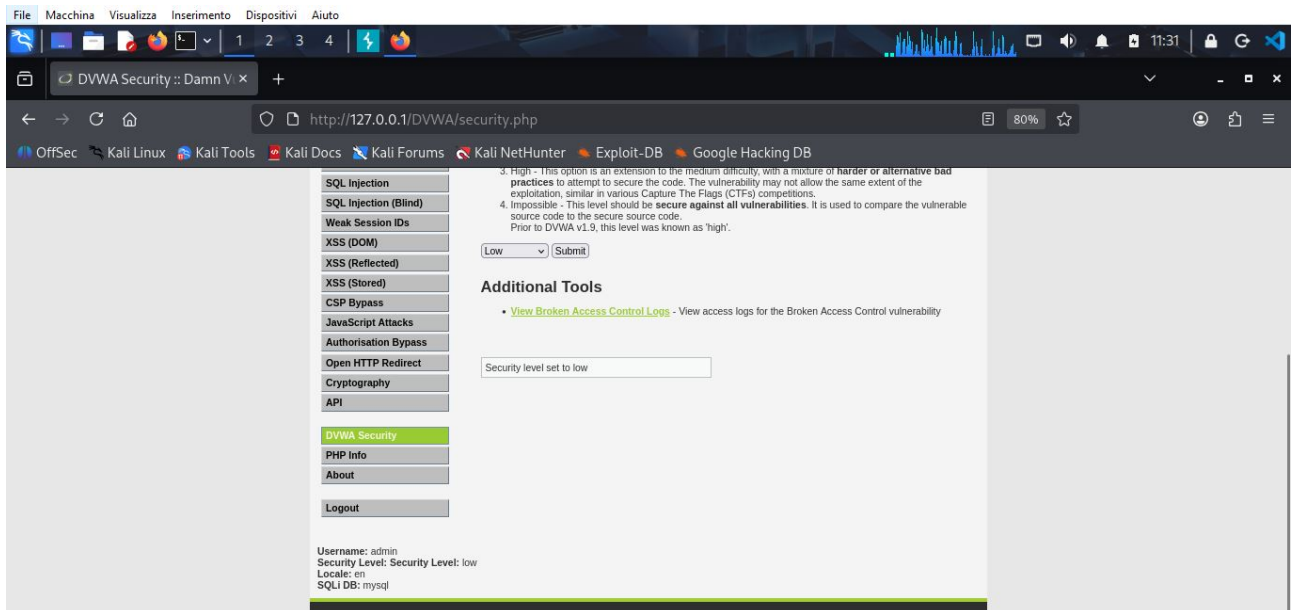 File Macchina Visualizza Inserimento Dispositivi Aiuto
1 2 3 4 11:31
DVWA Security :: Damn V
http://127.0.0.1/DVWA/security.php 80%
OffSec Kali Linux Kali Tools Kali Docs Kali Forums Kali NetHunter Exploit-DB Google Hacking DB
SQL Injection
SQL Injection (Blind)
Weak Session IDs
XSS (DOM)
XSS (Reflected)
XSS (Stored)
CSP Bypass
JavaScript Attacks
Authorisation Bypass
Open HTTP Redirect
Cryptography
API
DVWA Security
PHP Info
About
Logout
3. High - This option is an extension to the medium difficulty, with a mixture of harder or alternative bad
practices to attempt to secure the code. The vulnerability may not allow the same extent of the
exploitation, similar in various Capture The Flags (CTFs) competitions.
4. Impossible - This level should be secure against all vulnerabilities. It is used to compare the vulnerable
source code to the secure source code.
Prior to DVWA v1.9, this level was known as 'high'.
Low Submit
Additional Tools
• View Broken Access Control Logs - View access logs for the Broken Access Control vulnerability
Security level set to low
Username: admin
Security Level: Security Level: low
Locale: en
SQLi DB: mysql